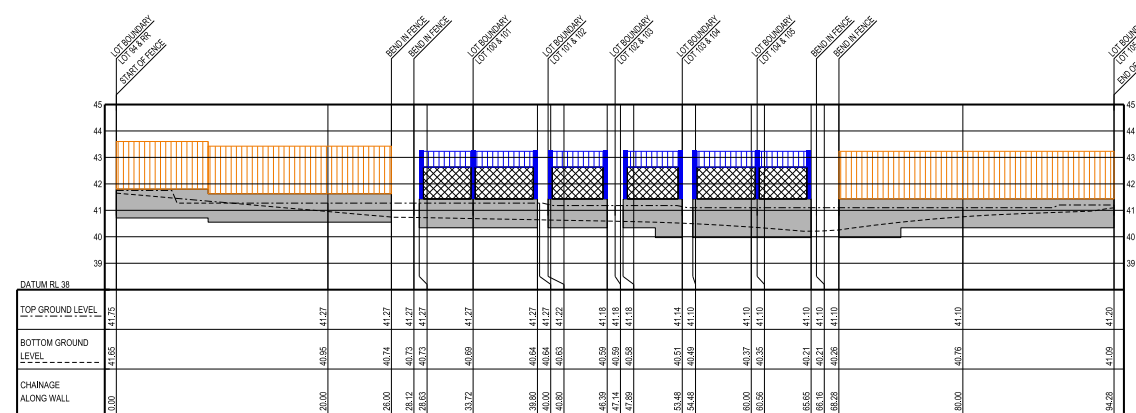 LOT BOUNDARY
LOT 94 & RR
START OF FENCE
BEND IN FENCE
BEND IN FENCE
LOT BOUNDARY
LOT 100 & 101
LOT BOUNDARY
LOT 101 & 102
LOT BOUNDARY
LOT 102 & 103
LOT BOUNDARY
LOT 103 & 104
LOT BOUNDARY
LOT 104 & 105
BEND IN FENCE
BEND IN FENCE
LOT BOUN
LOT 105
END OF
45 45
44 44
43 43
42 42
41 41
40 40
39 39
DATUM RL 38
TOP GROUND LEVEL 41.75 41.27 41.27 41.27 41.27 41.27 41.27 41.27 41.22 41.18 41.18 41.18 41.14 41.10 41.10 41.10 41.10 41.10 41.10 41.10 41.20
BOTTOM GROUND
LEVEL 41.65 40.95 40.74 40.73 40.73 40.69 40.64 40.64 40.63 40.59 40.59 40.58 40.51 40.49 40.37 40.35 40.21 40.21 40.26 40.76 41.09
CHAINAGE
ALONG WALL 0.00 20.00 26.00 28.12 28.63 33.72 39.80 40.00 40.80 46.39 47.14 47.89 53.48 54.48 60.00 60.56 65.65 66.16 68.28 80.00 94.28